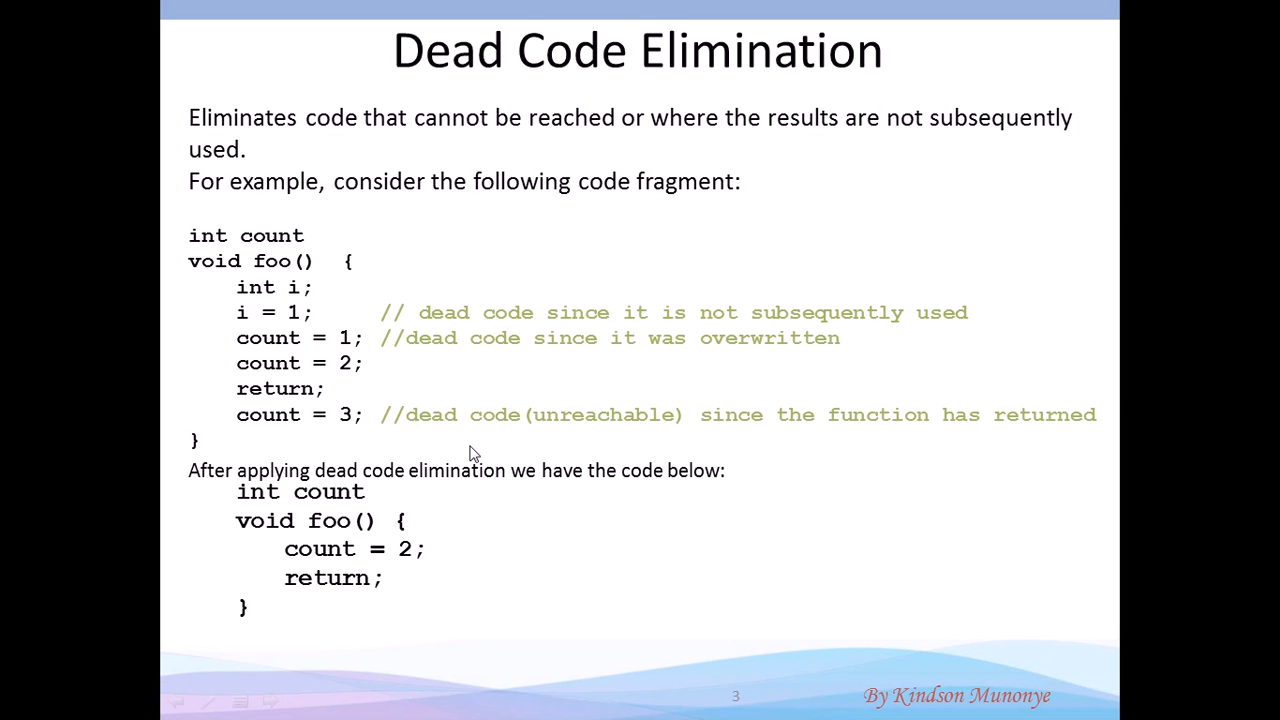 Dead Code Elimination
Eliminates code that cannot be reached or where the results are not subsequently
used.
For example, consider the following code fragment:
int count
void foo()  {
int i;
i = 1;     // dead code since it is not subsequently used
count = 1; //dead code since it was overwritten
count = 2;
return;
count = 3; //dead code(unreachable) since the function has returned
}
After applying dead code elimination we have the code below:
int count
void foo() {
count = 2;
return;
}
3
By Kindson Munonye